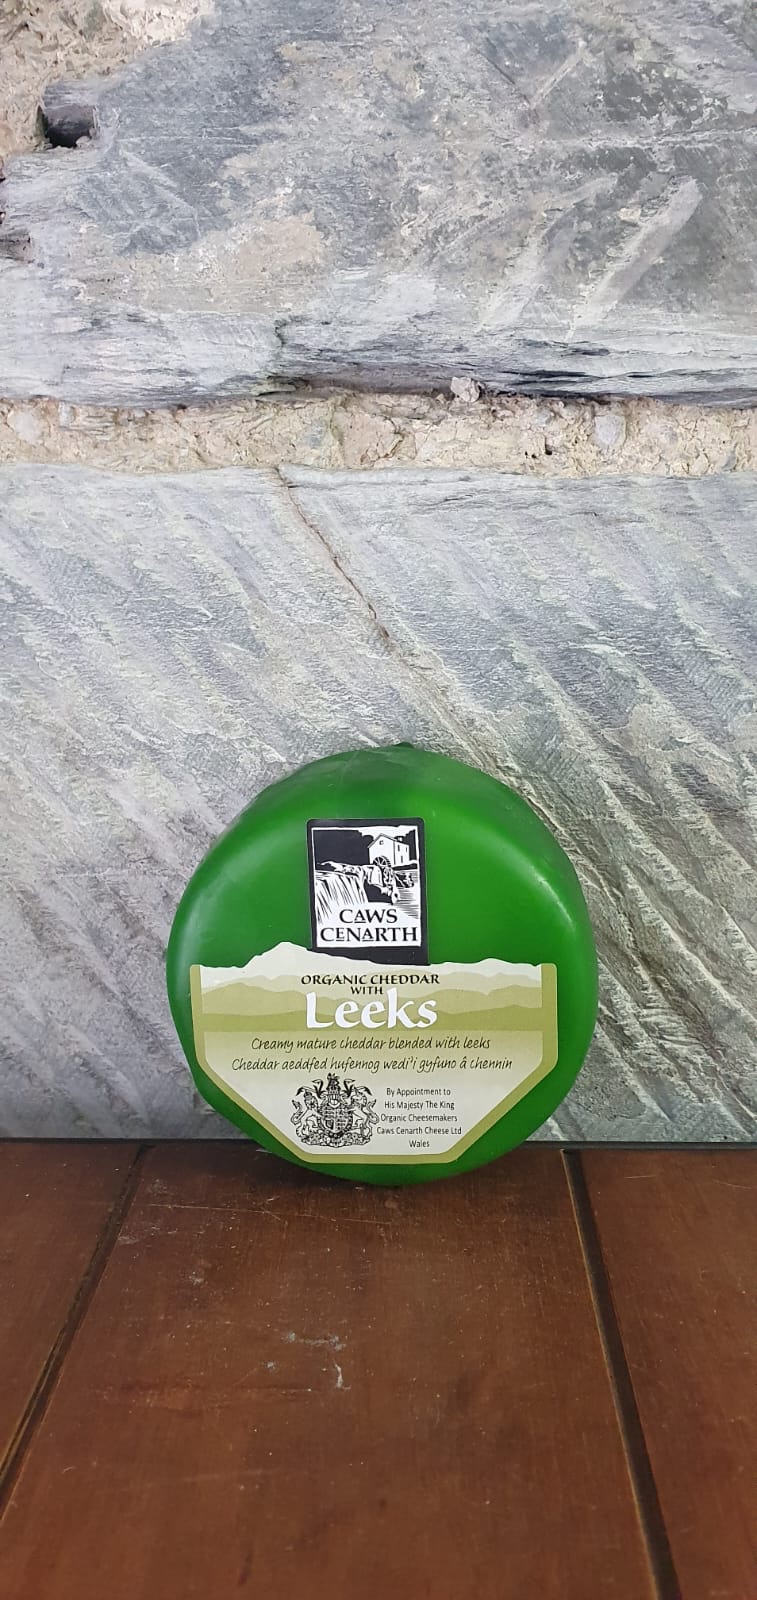 CAWS
CENARTH
ORGANIC CHEDDAR
WITH
Leeks
Creamy mature cheddar blended with leeks
Cheddar aeddfed hufennog wedi'i gyfuno â chennin
By Appointment to
His Majesty The King
Organic Cheesemakers
Caws Cenarth Cheese Ltd
Wales